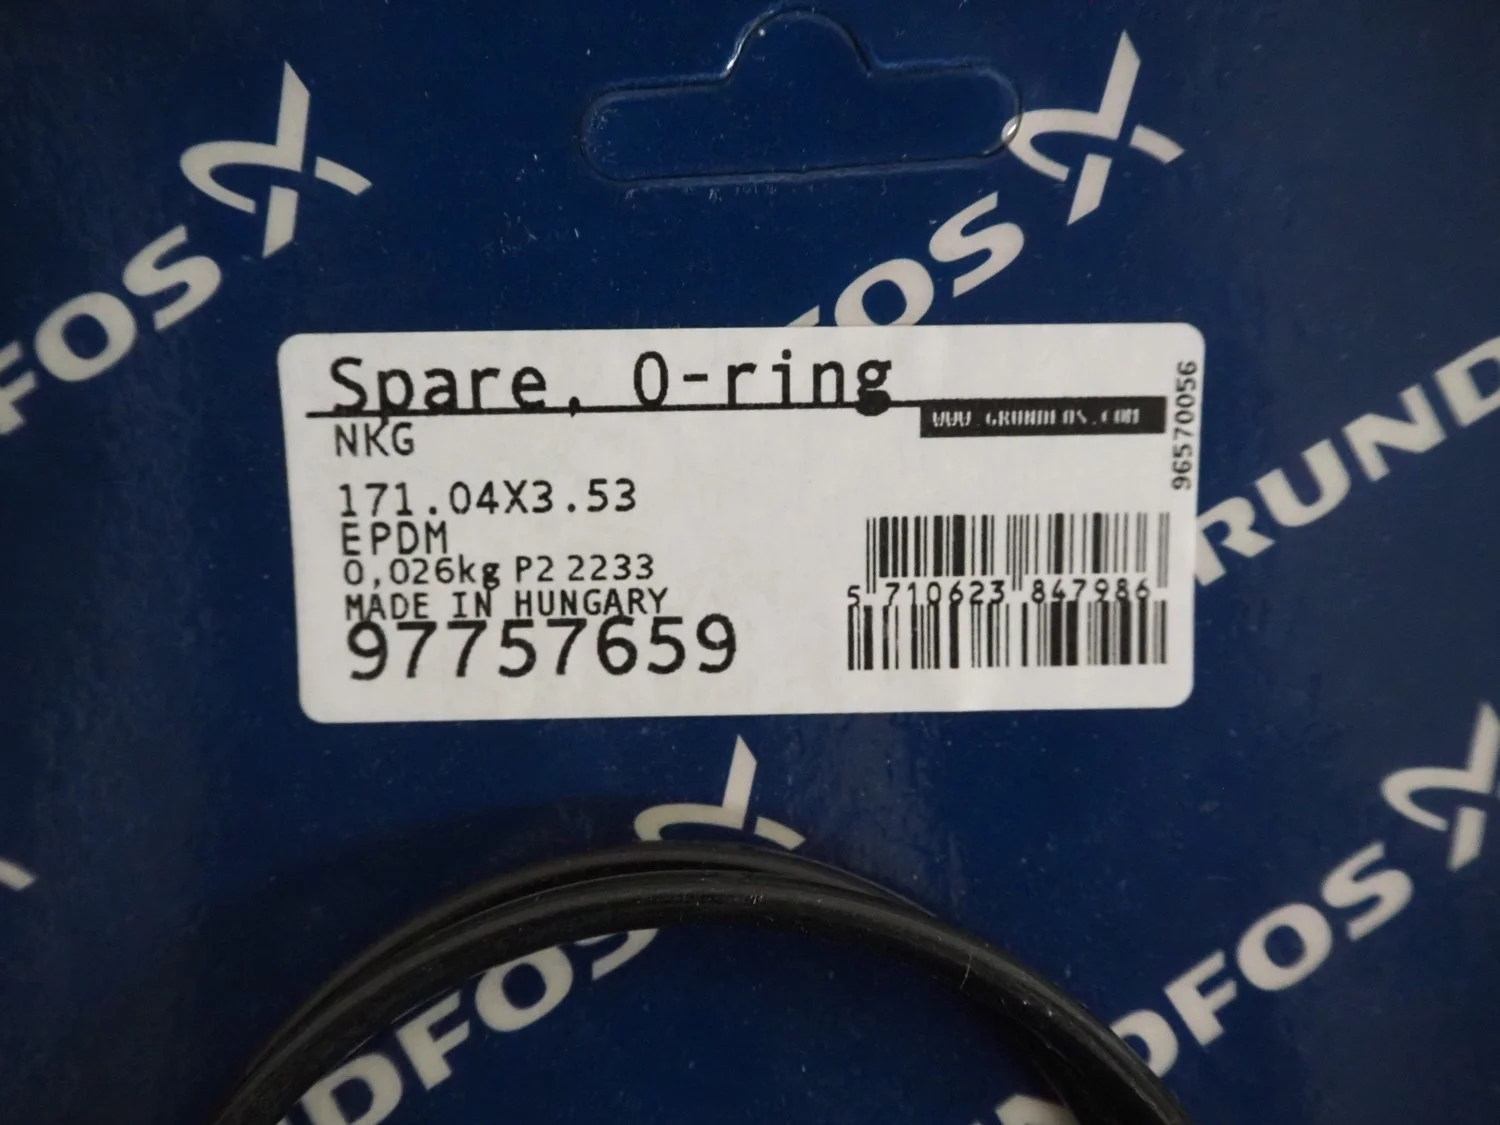 FOS
FOS
Spare, O-ring
WWW.GRUNDFOS.COM
96570056
NKG
171.04X3.53
EPDM
0,026kg P2 2233
MADE IN HUNGARY
97757659
5 710623 847986
RUND
DFOS
DFOS